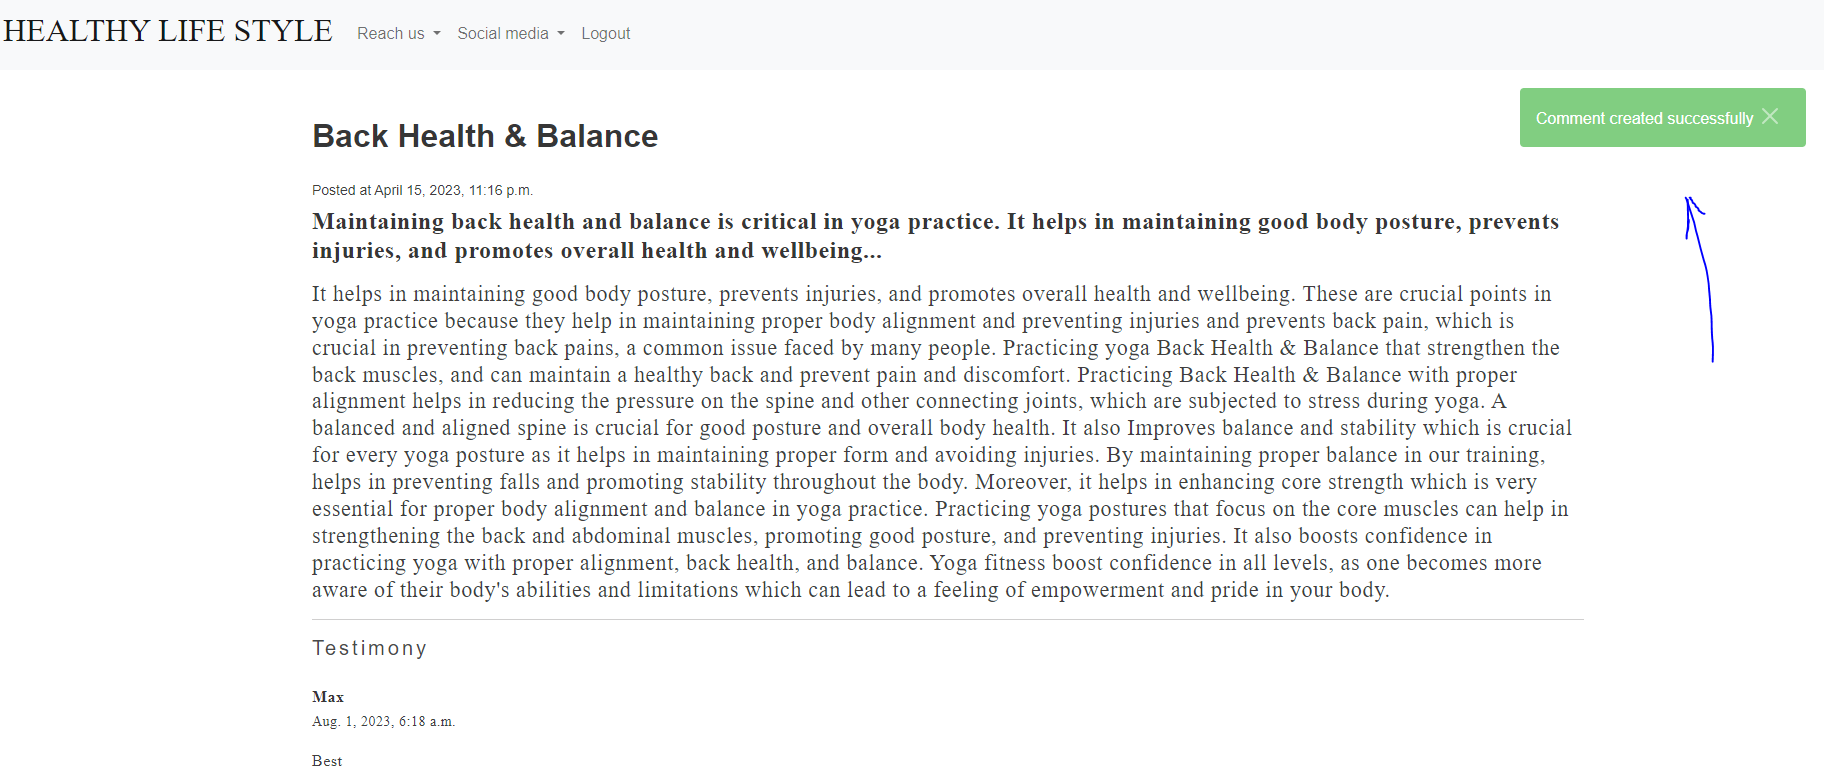 HEALTHY LIFE STYLE Reach us Social media Logout
Comment created successfully
Back Health & Balance
Posted at April 15, 2023, 11:16 p.m.
Maintaining back health and balance is critical in yoga practice. It helps in maintaining good body posture, prevents
injuries, and promotes overall health and wellbeing...
It helps in maintaining good body posture, prevents injuries, and promotes overall health and wellbeing. These are crucial points in
yoga practice because they help in maintaining proper body alignment and preventing injuries and prevents back pain, which is
crucial in preventing back pains, a common issue faced by many people. Practicing yoga Back Health & Balance that strengthen the
back muscles, and can maintain a healthy back and prevent pain and discomfort. Practicing Back Health & Balance with proper
alignment helps in reducing the pressure on the spine and other connecting joints, which are subjected to stress during yoga. A
balanced and aligned spine is crucial for good posture and overall body health. It also Improves balance and stability which is crucial
for every yoga posture as it helps in maintaining proper form and avoiding injuries. By maintaining proper balance in our training,
helps in preventing falls and promoting stability throughout the body. Moreover, it helps in enhancing core strength which is very
essential for proper body alignment and balance in yoga practice. Practicing yoga postures that focus on the core muscles can help in
strengthening the back and abdominal muscles, promoting good posture, and preventing injuries. It also boosts confidence in
practicing yoga with proper alignment, back health, and balance. Yoga fitness boost confidence in all levels, as one becomes more
aware of their body's abilities and limitations which can lead to a feeling of empowerment and pride in your body.
Testimony
Max
Aug. 1, 2023, 6:18 a.m.
Best